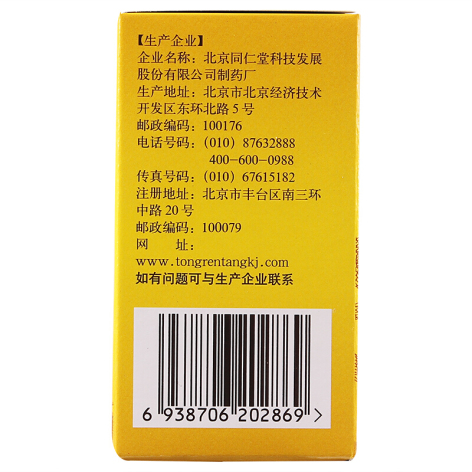 【生产企业】
企业名称：北京同仁堂科技发展
股份有限公司制药厂
生产地址：北京市北京经济技术
开发区东环北路5号
邮政编码：100176
电话号码：（010）87632888
400-600-0988
传真号码：（010）67615182
注册地址：北京市丰台区南三环
中路20号
邮政编码：100079
网　　址：
www.tongrentangkj.com
如有问题可与生产企业联系
6 938706 202869 >